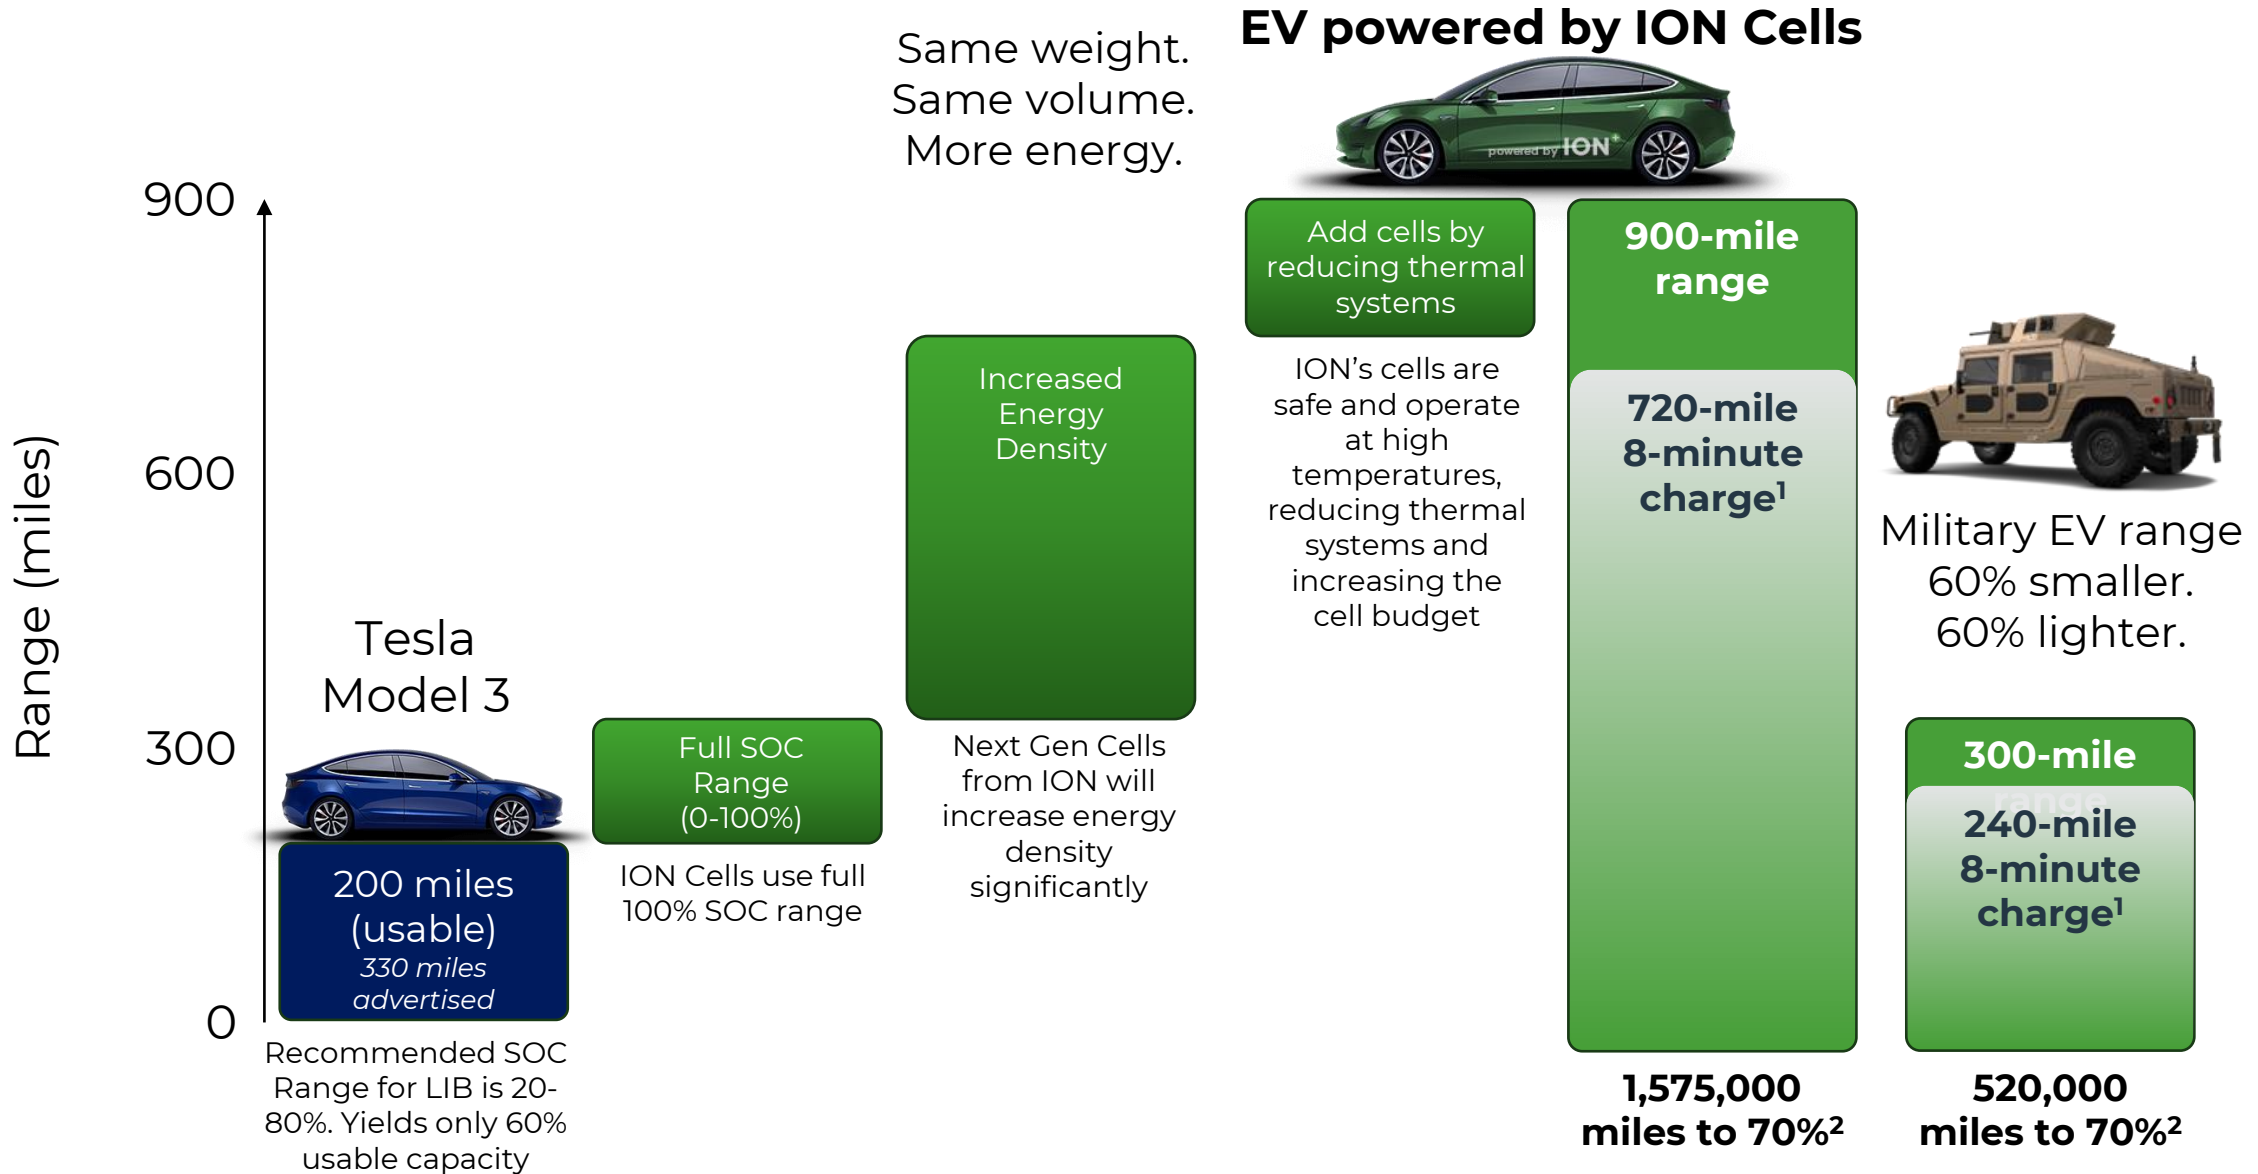 Same weight.
Same volume.
More energy.
EV powered by ION Cells
powered by ION+
Range (miles)
900
600
300
0
Tesla
Model 3
200 miles
(usable)
330 miles
advertised
Recommended SOC
Range for LIB is 20-
80%. Yields only 60%
usable capacity
Full SOC
Range
(0-100%)
ION Cells use full
100% SOC range
Increased
Energy
Density
Next Gen Cells
from ION will
increase energy
density
significantly
Add cells by
reducing thermal
systems
ION’s cells are
safe and operate
at high
temperatures,
reducing thermal
systems and
increasing the
cell budget
900-mile
range
720-mile
8-minute
charge¹
1,575,000
miles to 70%²
Military EV range
60% smaller.
60% lighter.
300-mile
range
240-mile
8-minute
charge¹
520,000
miles to 70%²